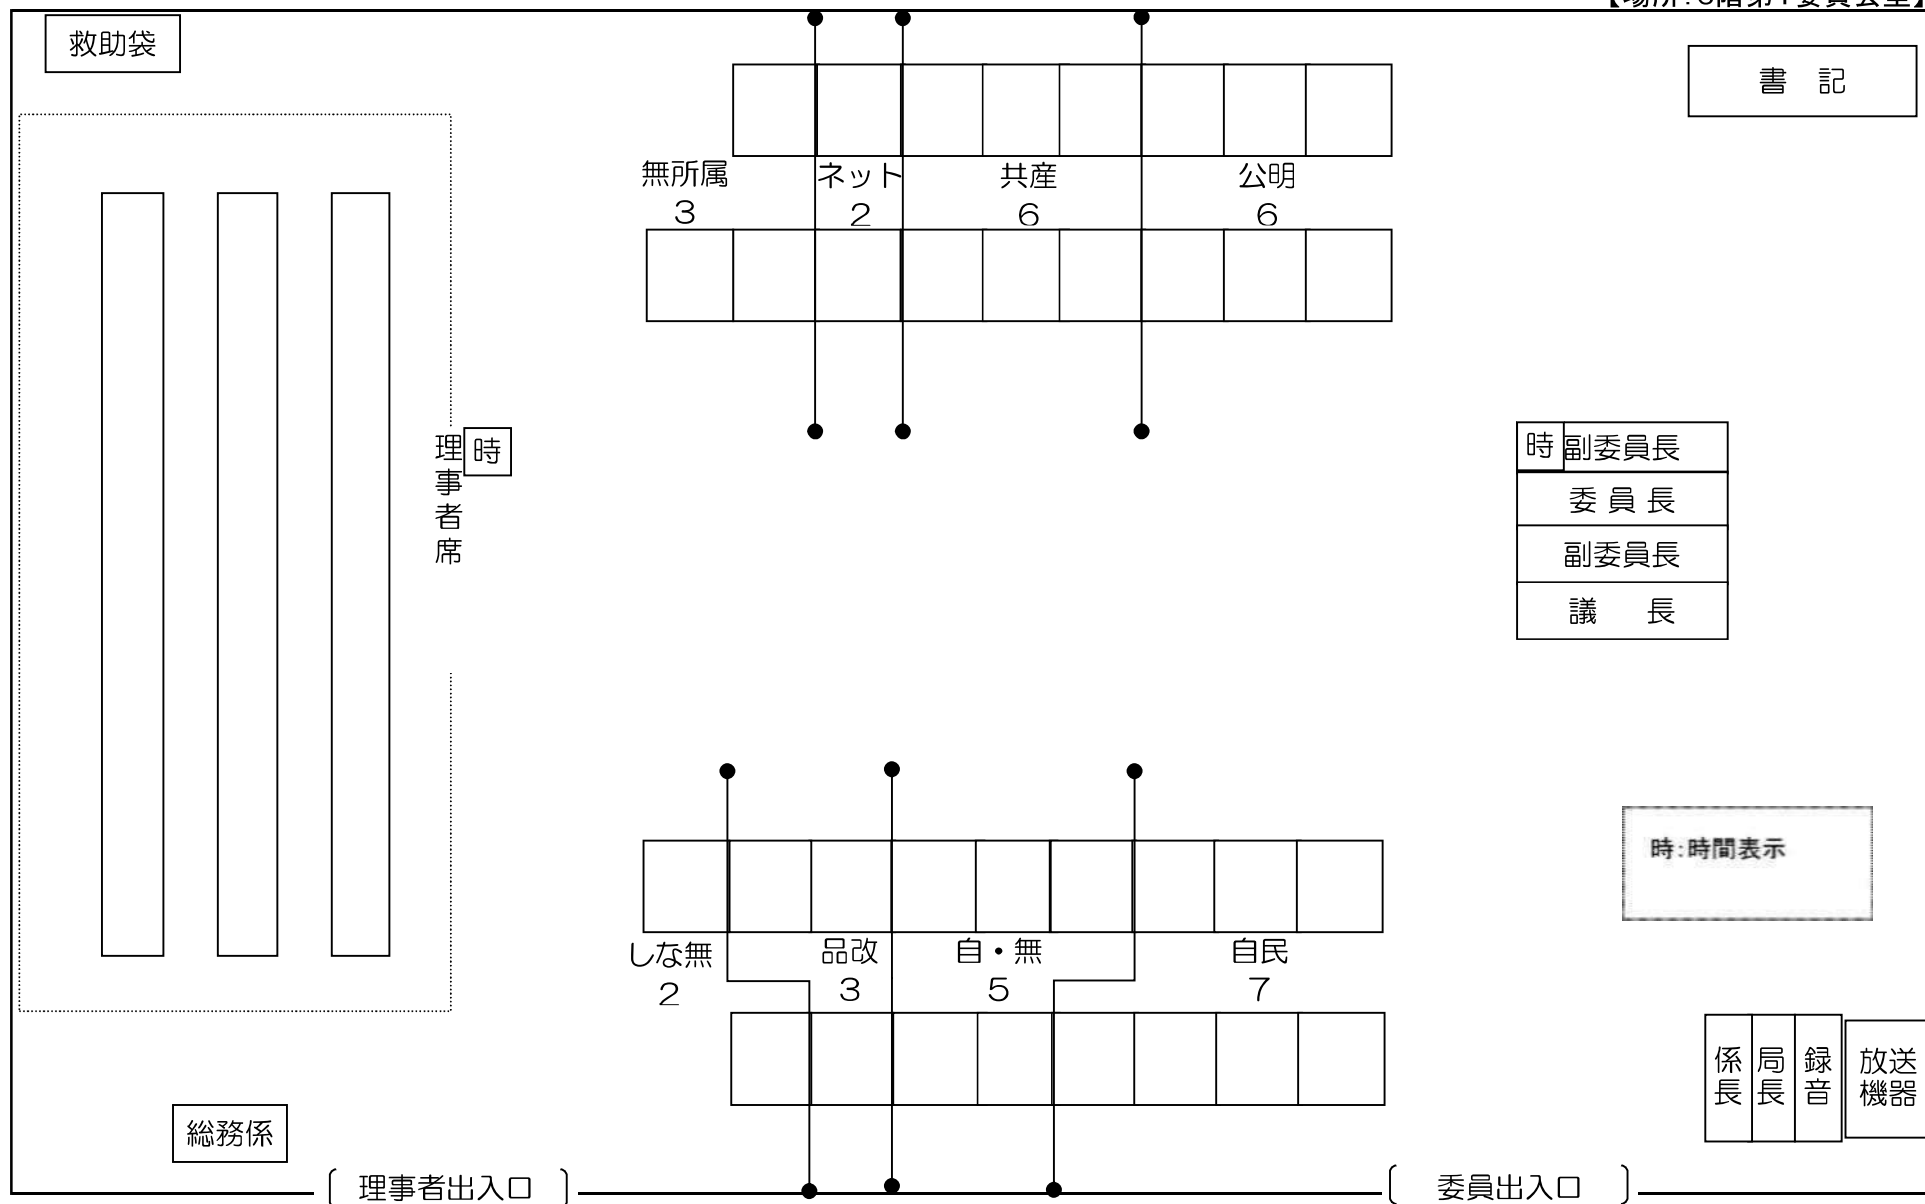 救助袋
書 記
無所属
3
ネット
2
共産
6
公明
6
理事者席
時
時
副委員長
委 員 長
副委員長
議 長
時:時間表示
しな無
2
品改
3
自・無
5
自民
7
係長
局長
録音
放送
機器
総務係
理事者出入口
委員出入口